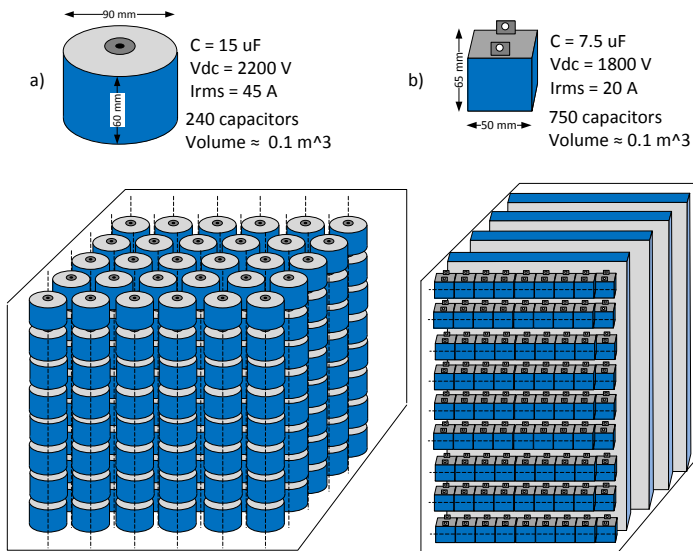 90 mm
a)
60 mm
C = 15 uF
Vdc = 2200 V
Irms = 45 A
240 capacitors
Volume ≈ 0.1 m^3
b)
65 mm
50 mm
C = 7.5 uF
Vdc = 1800 V
Irms = 20 A
750 capacitors
Volume ≈ 0.1 m^3